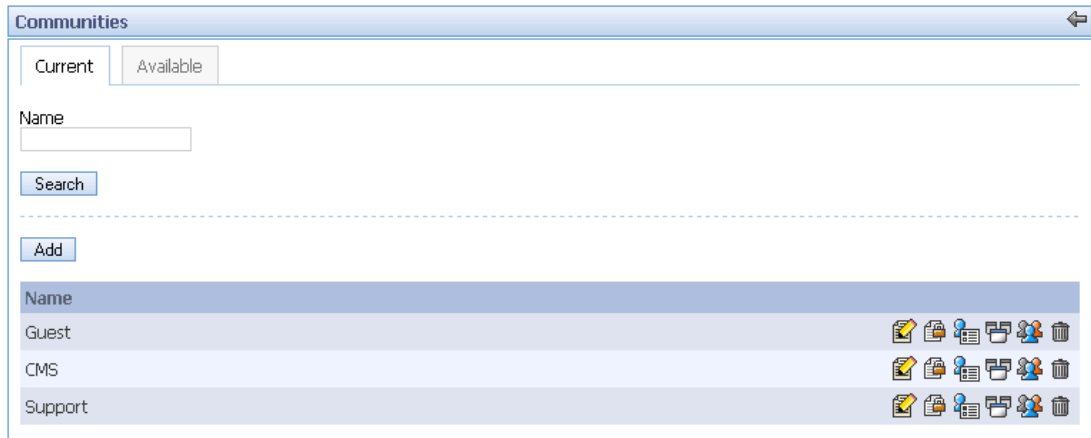 Communities
Current Available
Name
Search
Add
Name
Guest
CMS
Support